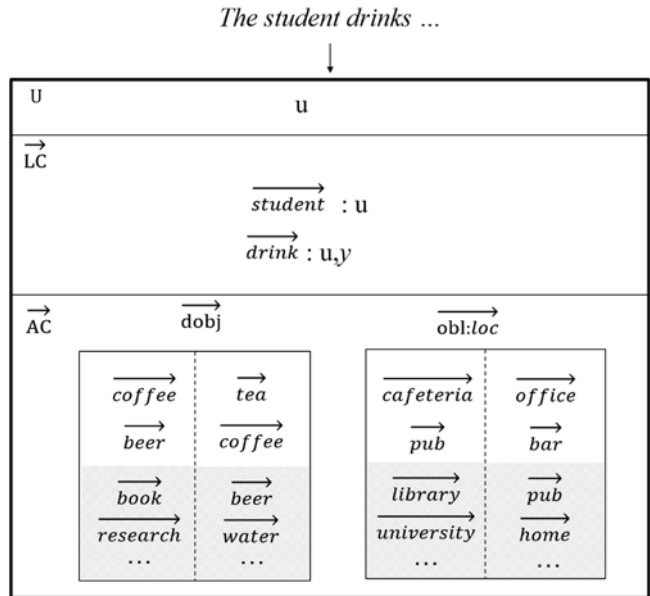 The student drinks …
U u
LC
student : u
drink : u,y
AC dobj obl:loc
coffee tea cafeteria office
beer coffee pub bar
book beer library pub
research water university home
… … … …